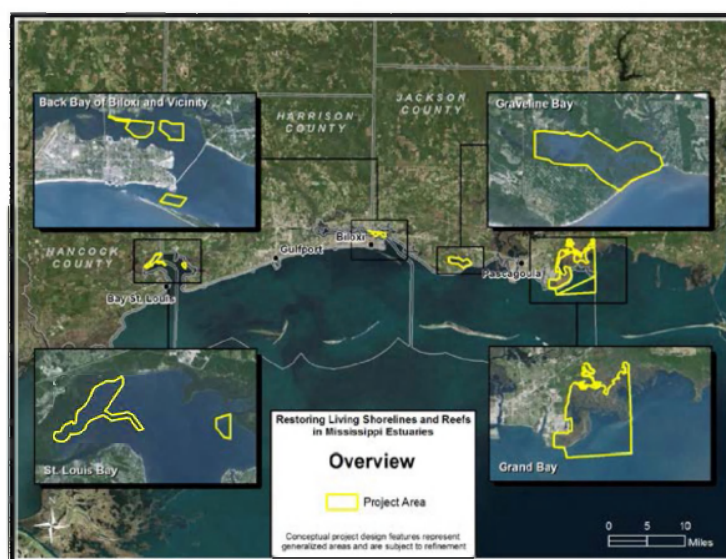 Back Bay of Biloxi and Vicinity
HARRISON
COUNTY
JACKSON
COUNTY
Graveline Bay
HANCOCK
COUNTY
Biloxi
Gulfport
Pascagoula
Bay St. Louis
St. Louis Bay
Grand Bay
Restoring Living Shorelines and Reefs
in Mississippi Estuaries
Overview
Project Area
Conceptual project design features represent
generalized areas and are subject to refinement
N
0 5 10
Miles